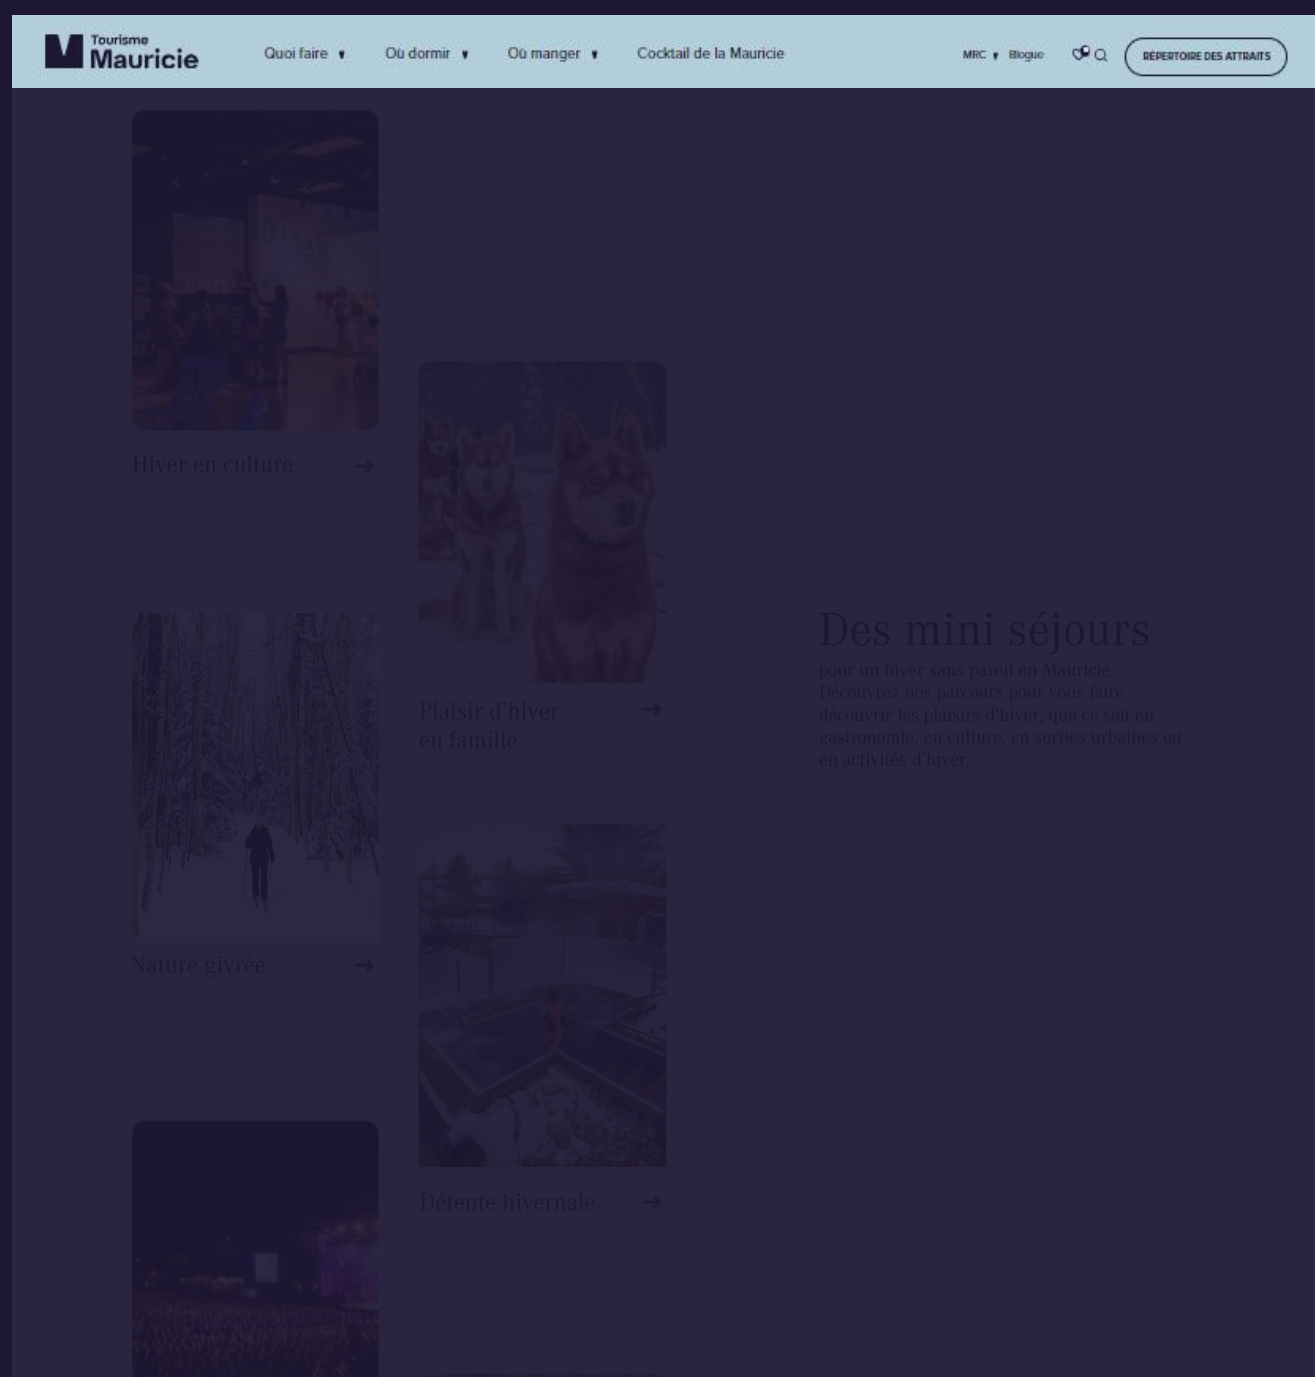 Tourisme
Mauricie
Quoi faire
Où dormir
Où manger
Cocktail de la Mauricie
MRC
Blogue
RÉPERTOIRE DES ATTRAITS
Hiver en culture
Plaisir d'hiver
en famille
Des mini séjours
pour un hiver sans pareil en Mauricie.
Découvrez nos parcours pour vous faire
découvrir les plaisirs d'hiver, que ce soit en
gastronomie, en culture, en sorties urbaines ou
en activités d'hiver.
Nature givrée
Détente hivernale